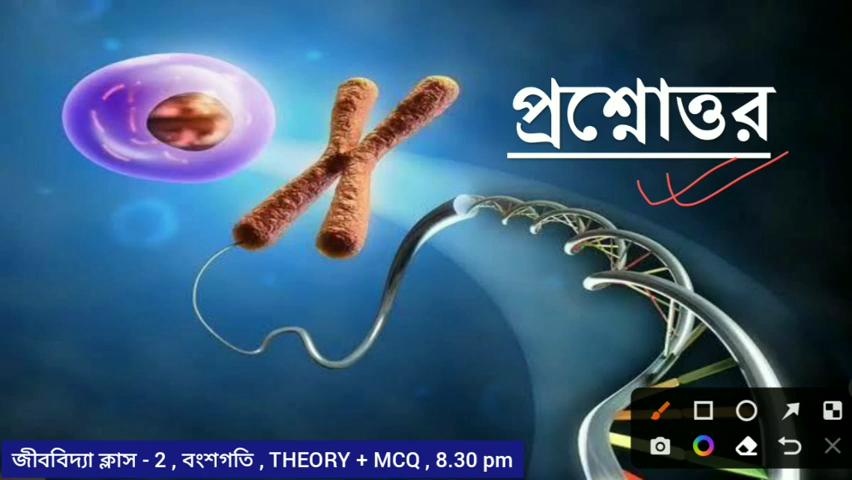 প্রশ্নোত্তর
জীববিদ্যা ক্লাস - 2 , বংশগতি , THEORY + MCQ , 8.30 pm